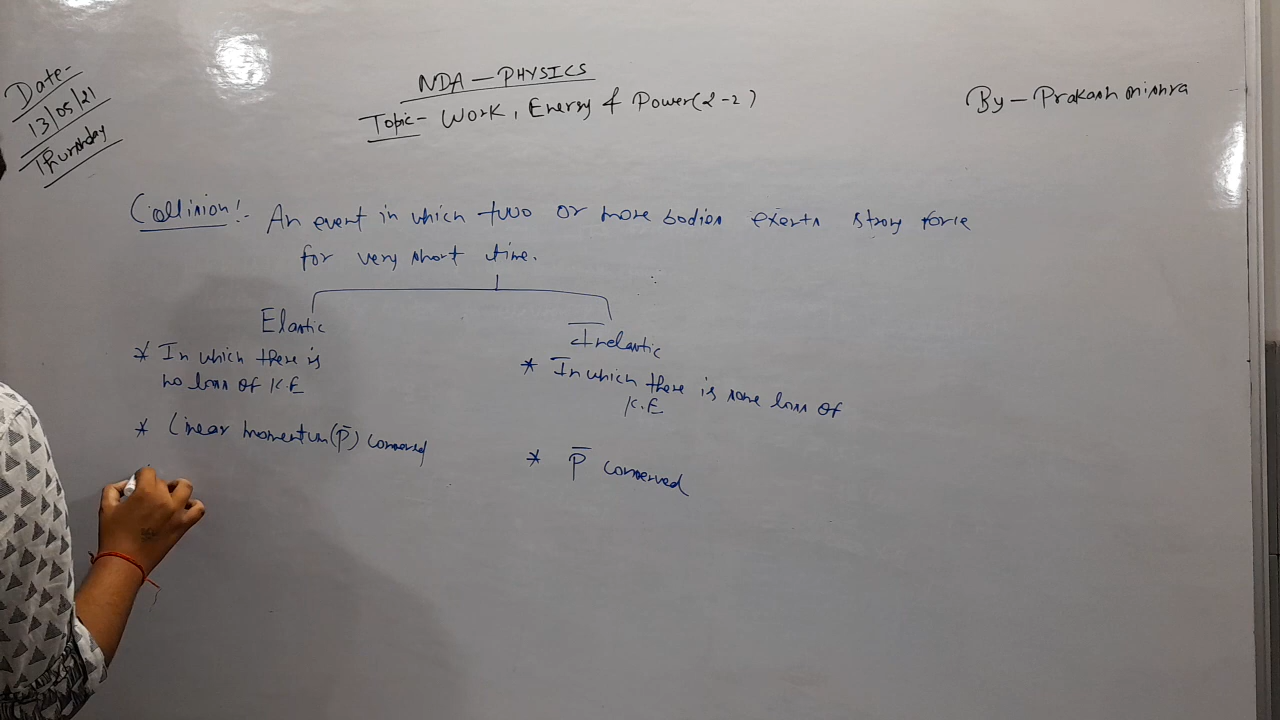 Date-
13/05/21
Thursday
NDA - PHYSICS
Topic- Work, Energy & Power (2-2)
By - Prakash Mishra
Collision!- An event in which two or more bodies exerts strong force
for very short time.
Elastic
* In which there is
no loss of K.E
* Linear momentum (P̄) conserved
Inelastic
* In which there is some loss of
K.E
* P̄ conserved